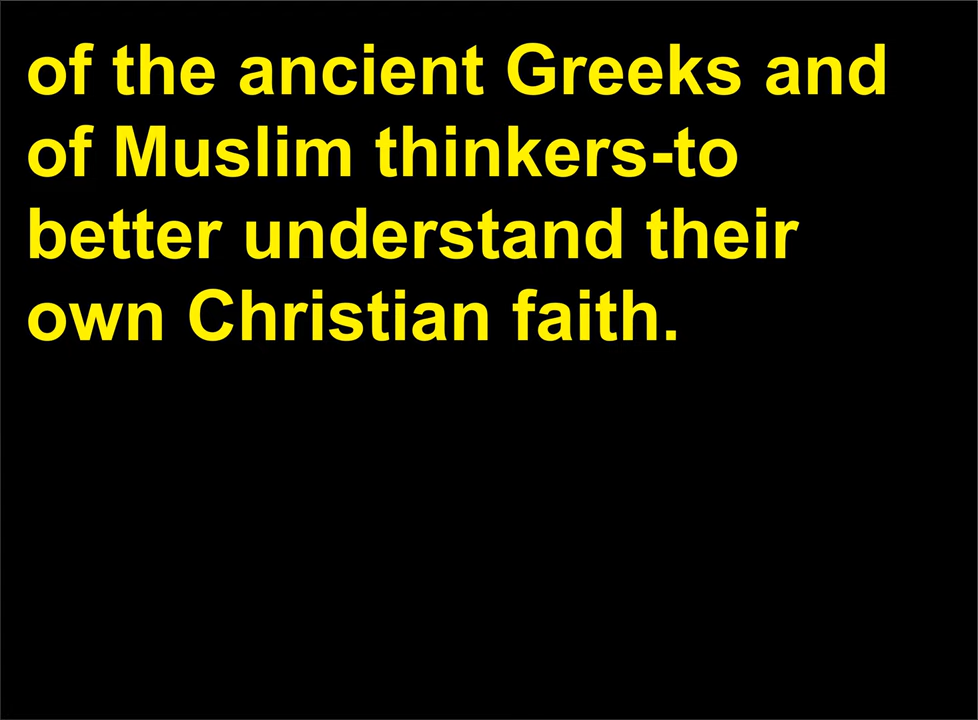 of the ancient Greeks and
of Muslim thinkers-to
better understand their
own Christian faith.